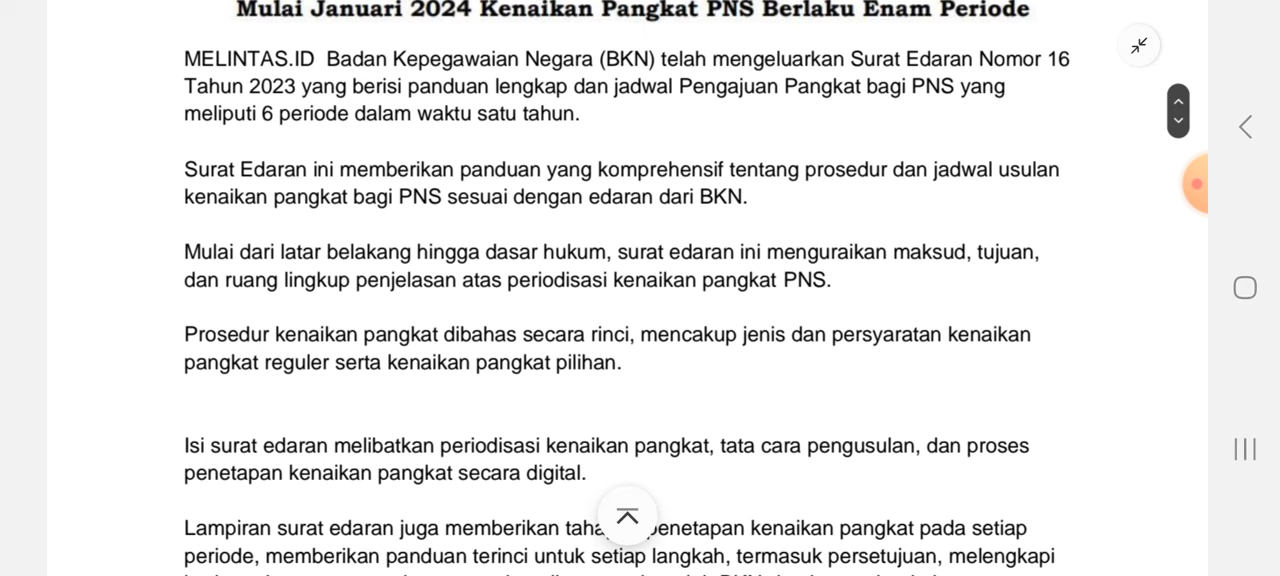 Mulai Januari 2024 Kenaikan Pangkat PNS Berlaku Enam Periode
MELINTAS.ID Badan Kepegawaian Negara (BKN) telah mengeluarkan Surat Edaran Nomor 16
Tahun 2023 yang berisi panduan lengkap dan jadwal Pengajuan Pangkat bagi PNS yang
meliputi 6 periode dalam waktu satu tahun.
Surat Edaran ini memberikan panduan yang komprehensif tentang prosedur dan jadwal usulan
kenaikan pangkat bagi PNS sesuai dengan edaran dari BKN.
Mulai dari latar belakang hingga dasar hukum, surat edaran ini menguraikan maksud, tujuan,
dan ruang lingkup penjelasan atas periodisasi kenaikan pangkat PNS.
Prosedur kenaikan pangkat dibahas secara rinci, mencakup jenis dan persyaratan kenaikan
pangkat reguler serta kenaikan pangkat pilihan.
Isi surat edaran melibatkan periodisasi kenaikan pangkat, tata cara pengusulan, dan proses
penetapan kenaikan pangkat secara digital.
Lampiran surat edaran juga memberikan penetapan kenaikan pangkat pada setiap
periode, memberikan panduan terinci untuk setiap langkah, termasuk persetujuan, melengkapi